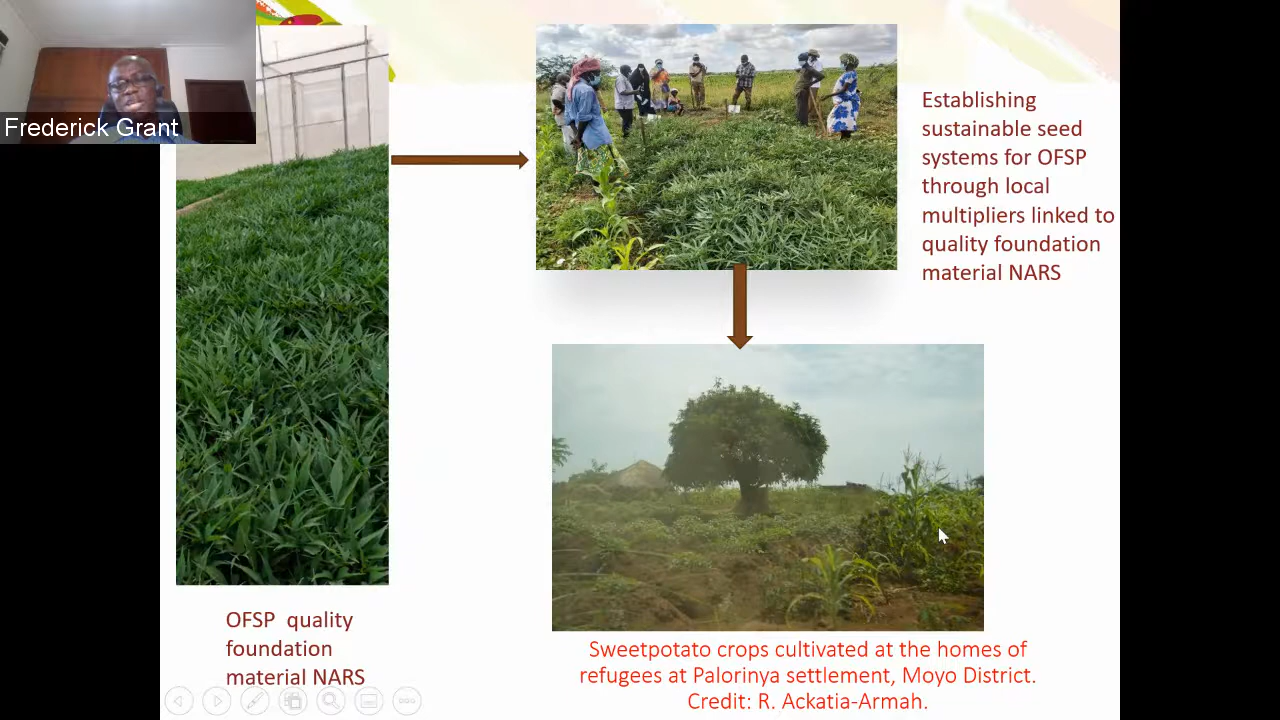 Frederick Grant
Establishing
sustainable seed
systems for OFSP
through local
multipliers linked to
quality foundation
material NARS
OFSP quality
foundation
material NARS
Sweetpotato crops cultivated at the homes of
refugees at Palorinya settlement, Moyo District.
Credit: R. Ackatia-Armah.